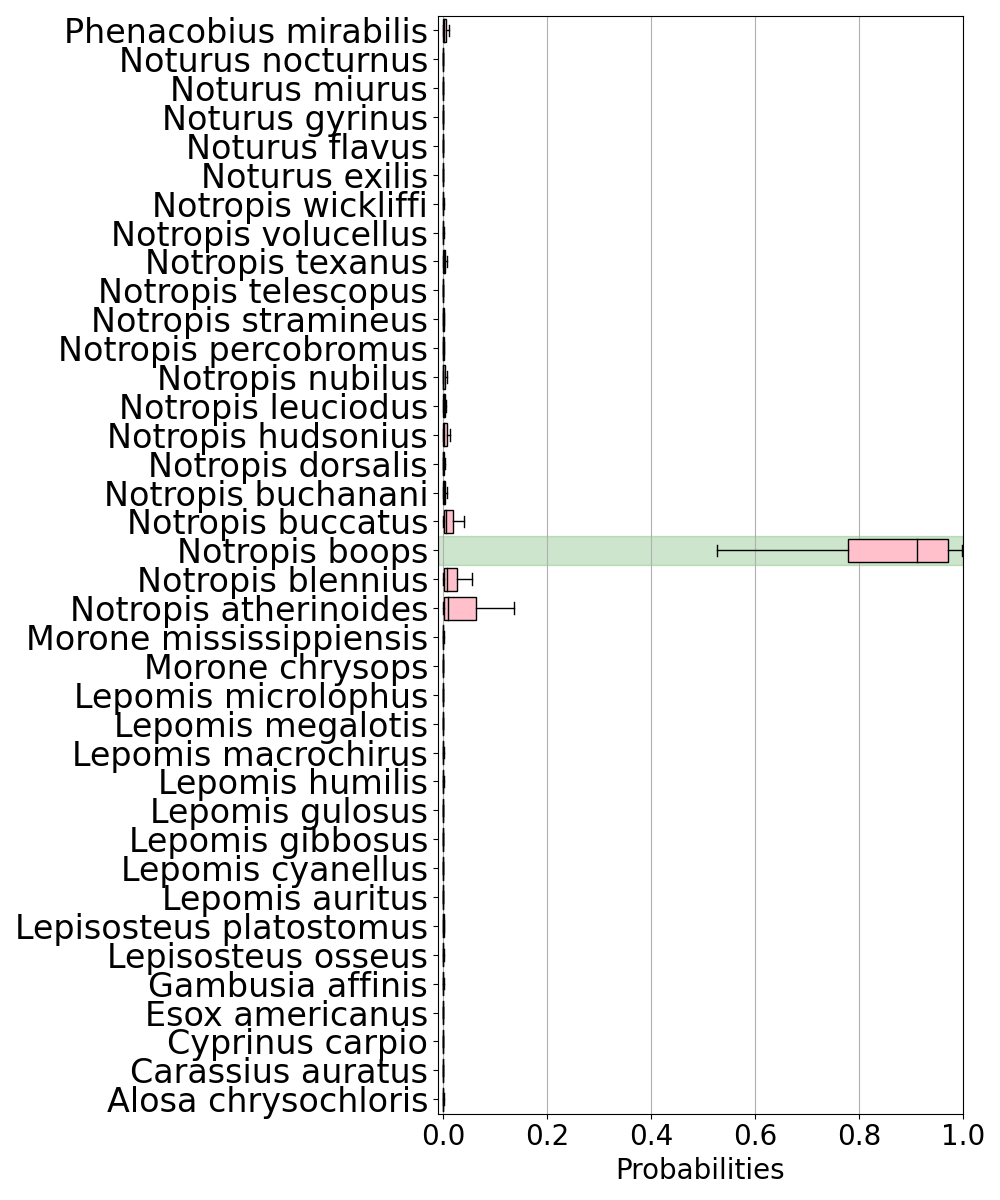 Phenacobius mirabilis
Noturus nocturnus
Noturus miurus
Noturus gyrinus
Noturus flavus
Noturus exilis
Notropis wickliffi
Notropis volucellus
Notropis texanus
Notropis telescopus
Notropis stramineus
Notropis percobromus
Notropis nubilus
Notropis leuciodus
Notropis hudsonius
Notropis dorsalis
Notropis buchanani
Notropis buccatus
Notropis boops
Notropis blennius
Notropis atherinoides
Morone mississippiensis
Morone chrysops
Lepomis microlophus
Lepomis megalotis
Lepomis macrochirus
Lepomis humilis
Lepomis gulosus
Lepomis gibbosus
Lepomis cyanellus
Lepomis auritus
Lepisosteus platostomus
Lepisosteus osseus
Gambusia affinis
Esox americanus
Cyprinus carpio
Carassius auratus
Alosa chrysochloris
0.0 0.2 0.4 0.6 0.8 1.0
Probabilities